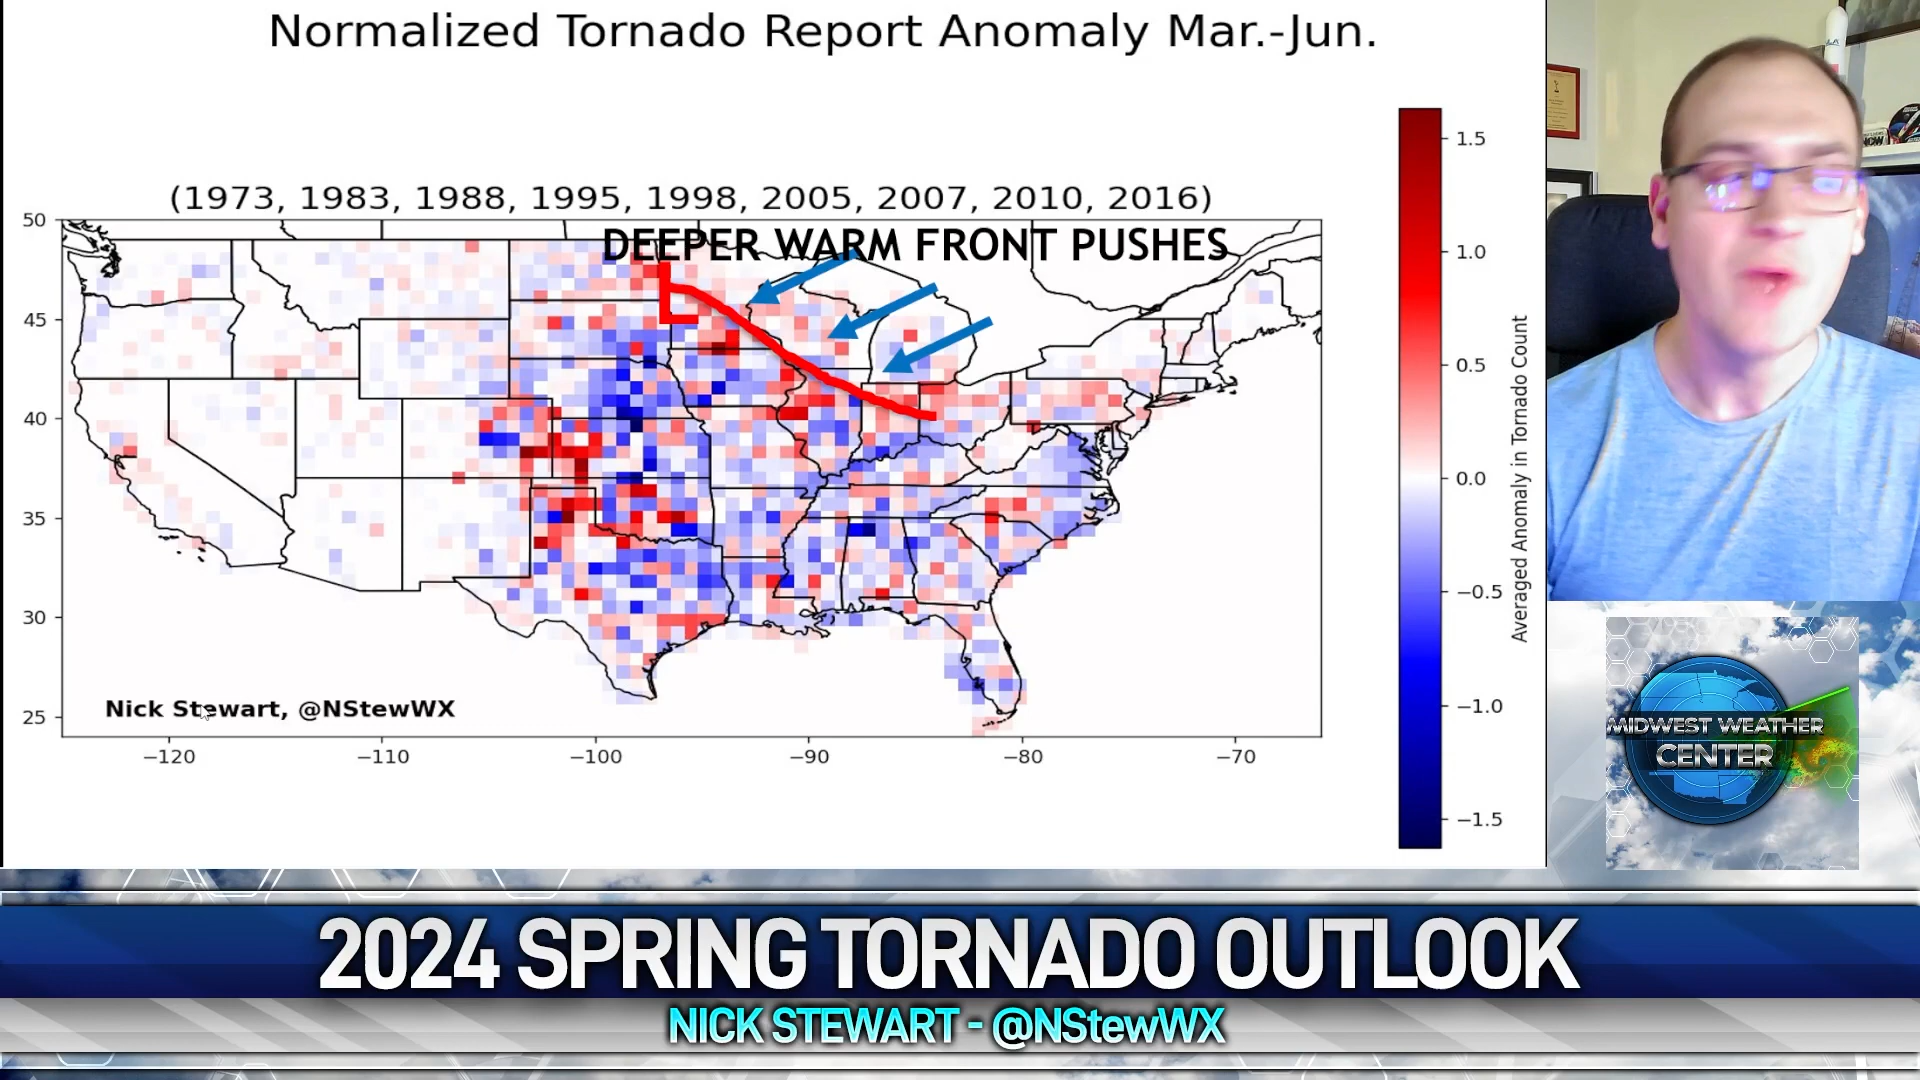 Normalized Tornado Report Anomaly Mar.-Jun.
(1973, 1983, 1988, 1995, 1998, 2005, 2007, 2010, 2016)
DEEPER WARM FRONT PUSHES
50
45
40
35
30
25
−120
−110
−100
−90
−80
−70
Nick Stewart, @NStewWX
1.5
1.0
0.5
0.0
−0.5
−1.0
−1.5
Averaged Anomaly in Tornado Count
MIDWEST WEATHER
CENTER
2024 SPRING TORNADO OUTLOOK
NICK STEWART - @NStewWX